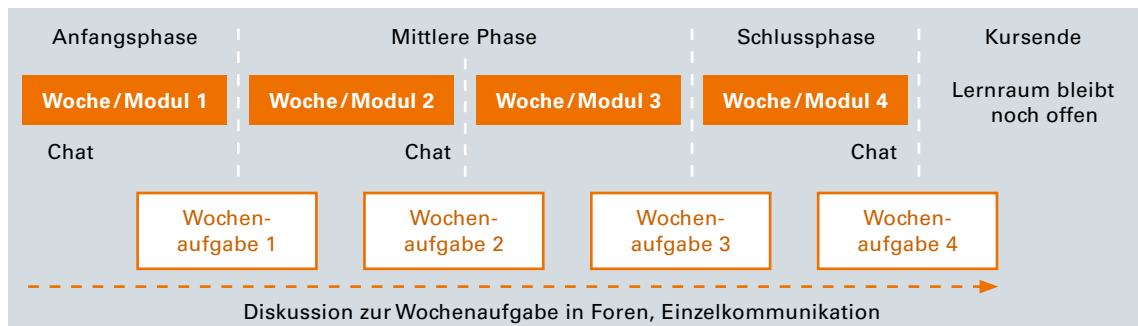 Anfangsphase
Mittlere Phase
Schlussphase
Kursende
Woche/Modul 1
Woche/Modul 2
Woche/Modul 3
Woche/Modul 4
Lernraum bleibt
noch offen
Chat
Chat
Chat
Wochen-
aufgabe 1
Wochen-
aufgabe 2
Wochen-
aufgabe 3
Wochen-
aufgabe 4
Diskussion zur Wochenaufgabe in Foren, Einzelkommunikation